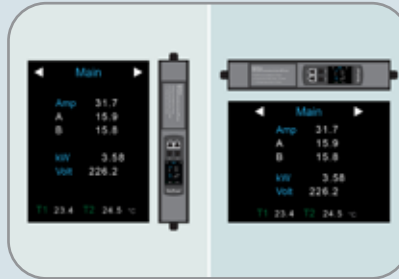 Main
Amp 31.7
A 15.9
B 15.8
kW 3.58
Volt 226.2
T1 23.4 T2 24.5 °C
Main
Amp 31.7
A 15.9
B 15.8
kW 3.58
Volt 226.2
T1 23.4 T2 24.5 °C